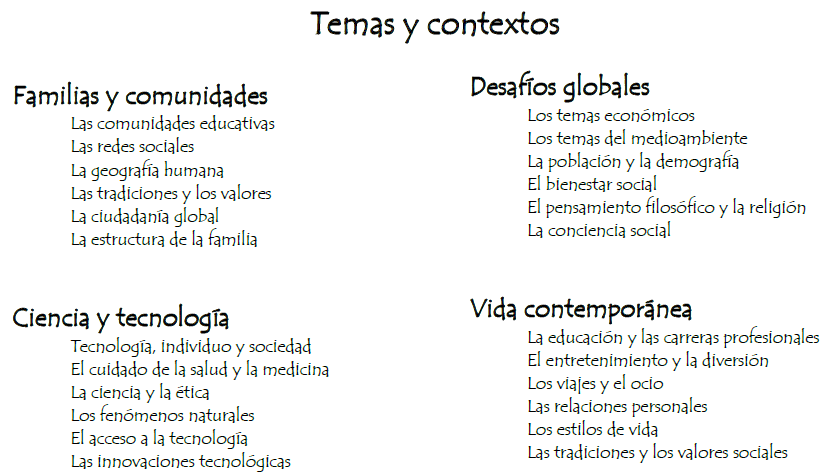 Temas y contextos
Familias y comunidades
Las comunidades educativas
Las redes sociales
La geografía humana
Las tradiciones y los valores
La ciudadanía global
La estructura de la familia
Desafíos globales
Los temas económicos
Los temas del medioambiente
La población y la demografía
El bienestar social
El pensamiento filosófico y la religión
La conciencia social
Ciencia y tecnología
Tecnología, individuo y sociedad
El cuidado de la salud y la medicina
La ciencia y la ética
Los fenómenos naturales
El acceso a la tecnología
Las innovaciones tecnológicas
Vida contemporánea
La educación y las carreras profesionales
El entretenimiento y la diversión
Los viajes y el ocio
Las relaciones personales
Los estilos de vida
Las tradiciones y los valores sociales